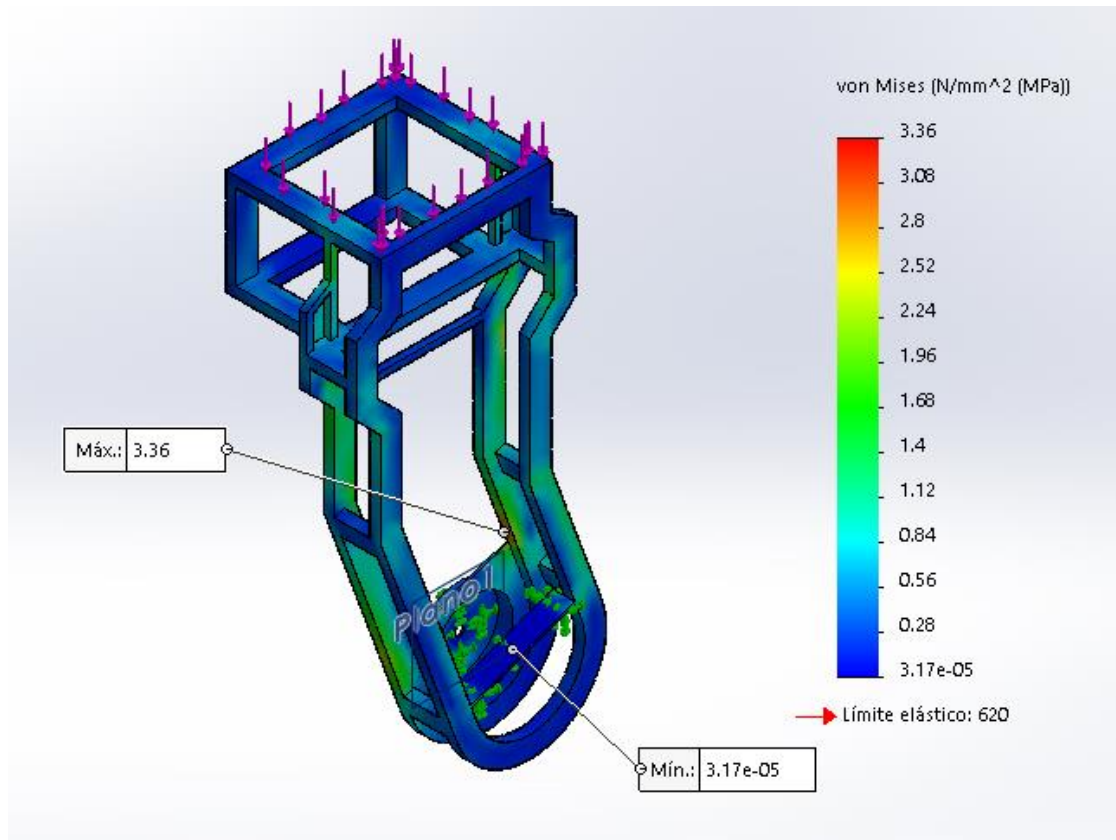 von Mises (N/mm^2 (MPa))
3.36
3.08
2.8
2.52
2.24
1.96
1.68
1.4
1.12
0.84
0.56
0.28
3.17e-05
Límite elástico: 620
Máx.: 3.36
Plano1
Mín.: 3.17e-05